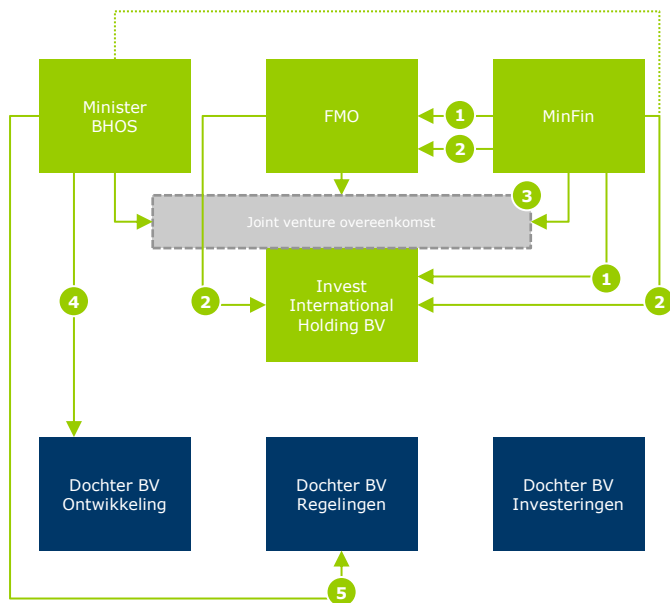 Minister
BHOS
FMO
MinFin
1
2
3
Joint venture overeenkomst
Invest
International
Holding BV
1
4
2
2
Dochter BV
Ontwikkeling
Dochter BV
Regelingen
Dochter BV
Investeringen
5